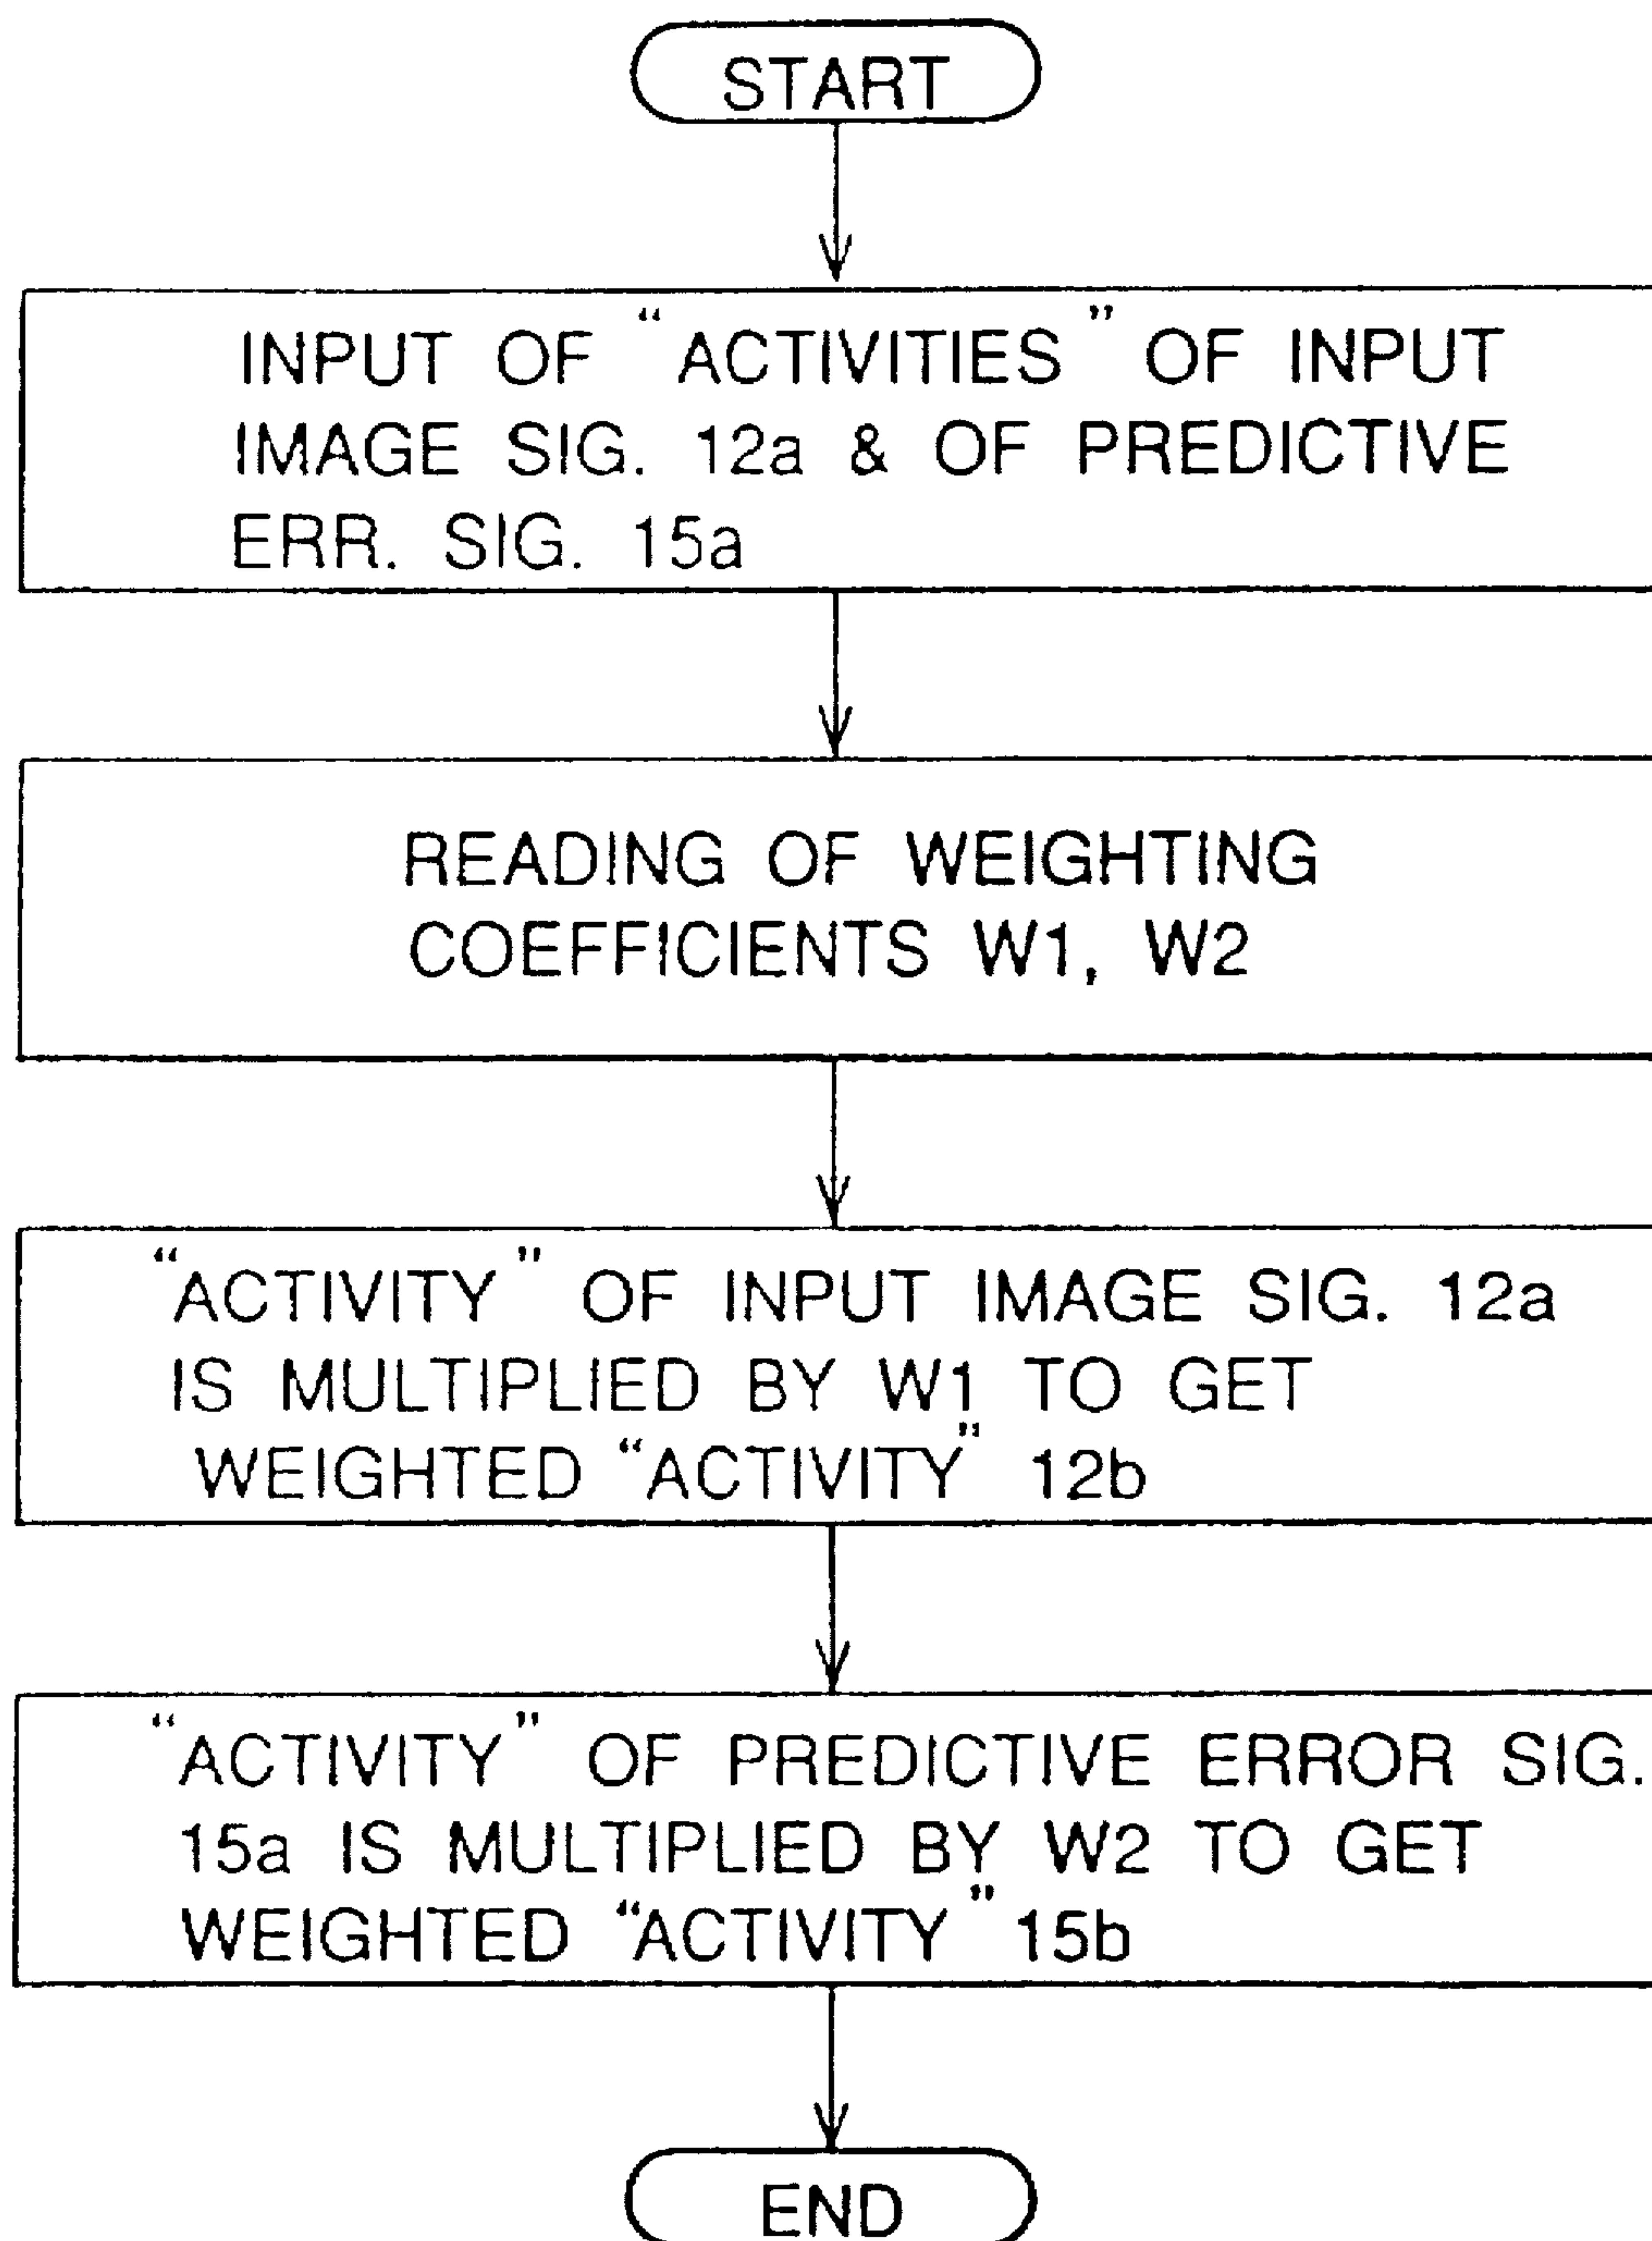 START
INPUT OF "ACTIVITIES" OF INPUT
IMAGE SIG. 12a & OF PREDICTIVE
ERR. SIG. 15a
READING OF WEIGHTING
COEFFICIENTS W1, W2
"ACTIVITY" OF INPUT IMAGE SIG. 12a
IS MULTIPLIED BY W1 TO GET
WEIGHTED "ACTIVITY" 12b
"ACTIVITY" OF PREDICTIVE ERROR SIG.
15a IS MULTIPLIED BY W2 TO GET
WEIGHTED "ACTIVITY" 15b
END